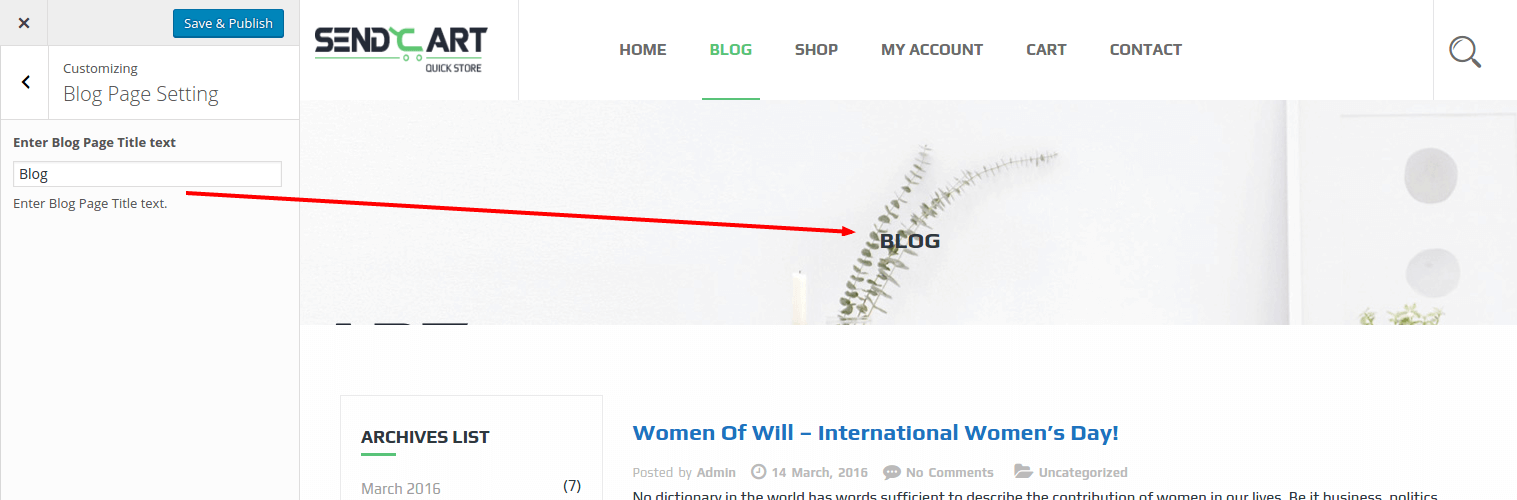 Save & Publish
Customizing
Blog Page Setting
Enter Blog Page Title text
Blog
Enter Blog Page Title text.
SENDY CART
QUICK STORE
HOME BLOG SHOP MY ACCOUNT CART CONTACT
BLOG
ARCHIVES LIST
March 2016 (7)
Women Of Will – International Women's Day!
Posted by Admin 14 March, 2016 No Comments Uncategorized
No dictionary in the world has words sufficient to describe the contribution of women in our lives. Be it business, politics